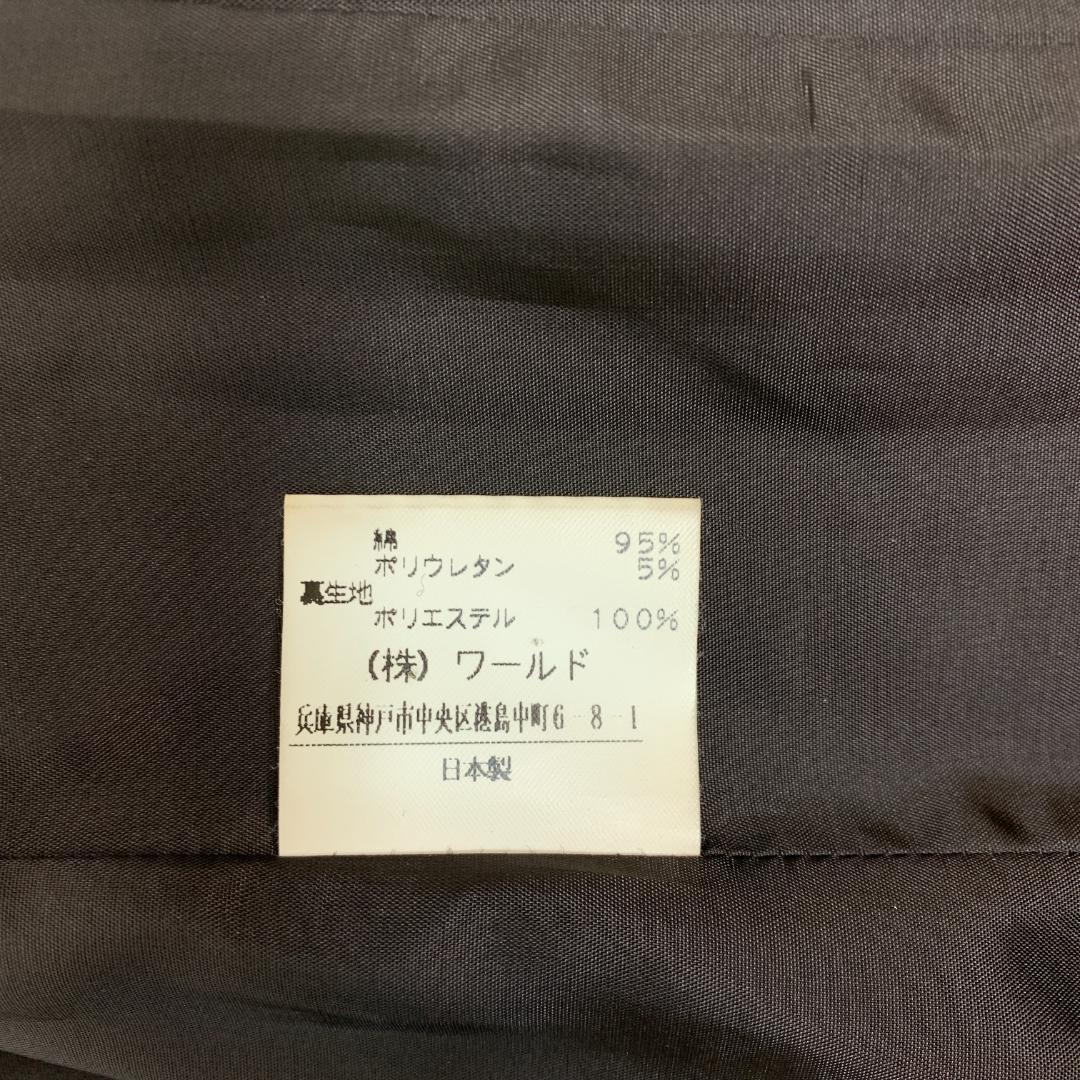 綿 95%
ポリウレタン 5%
裏生地
ポリエステル 100%
(株) ワールド
兵庫県神戸市中央区港島中町6-8-1
日本製